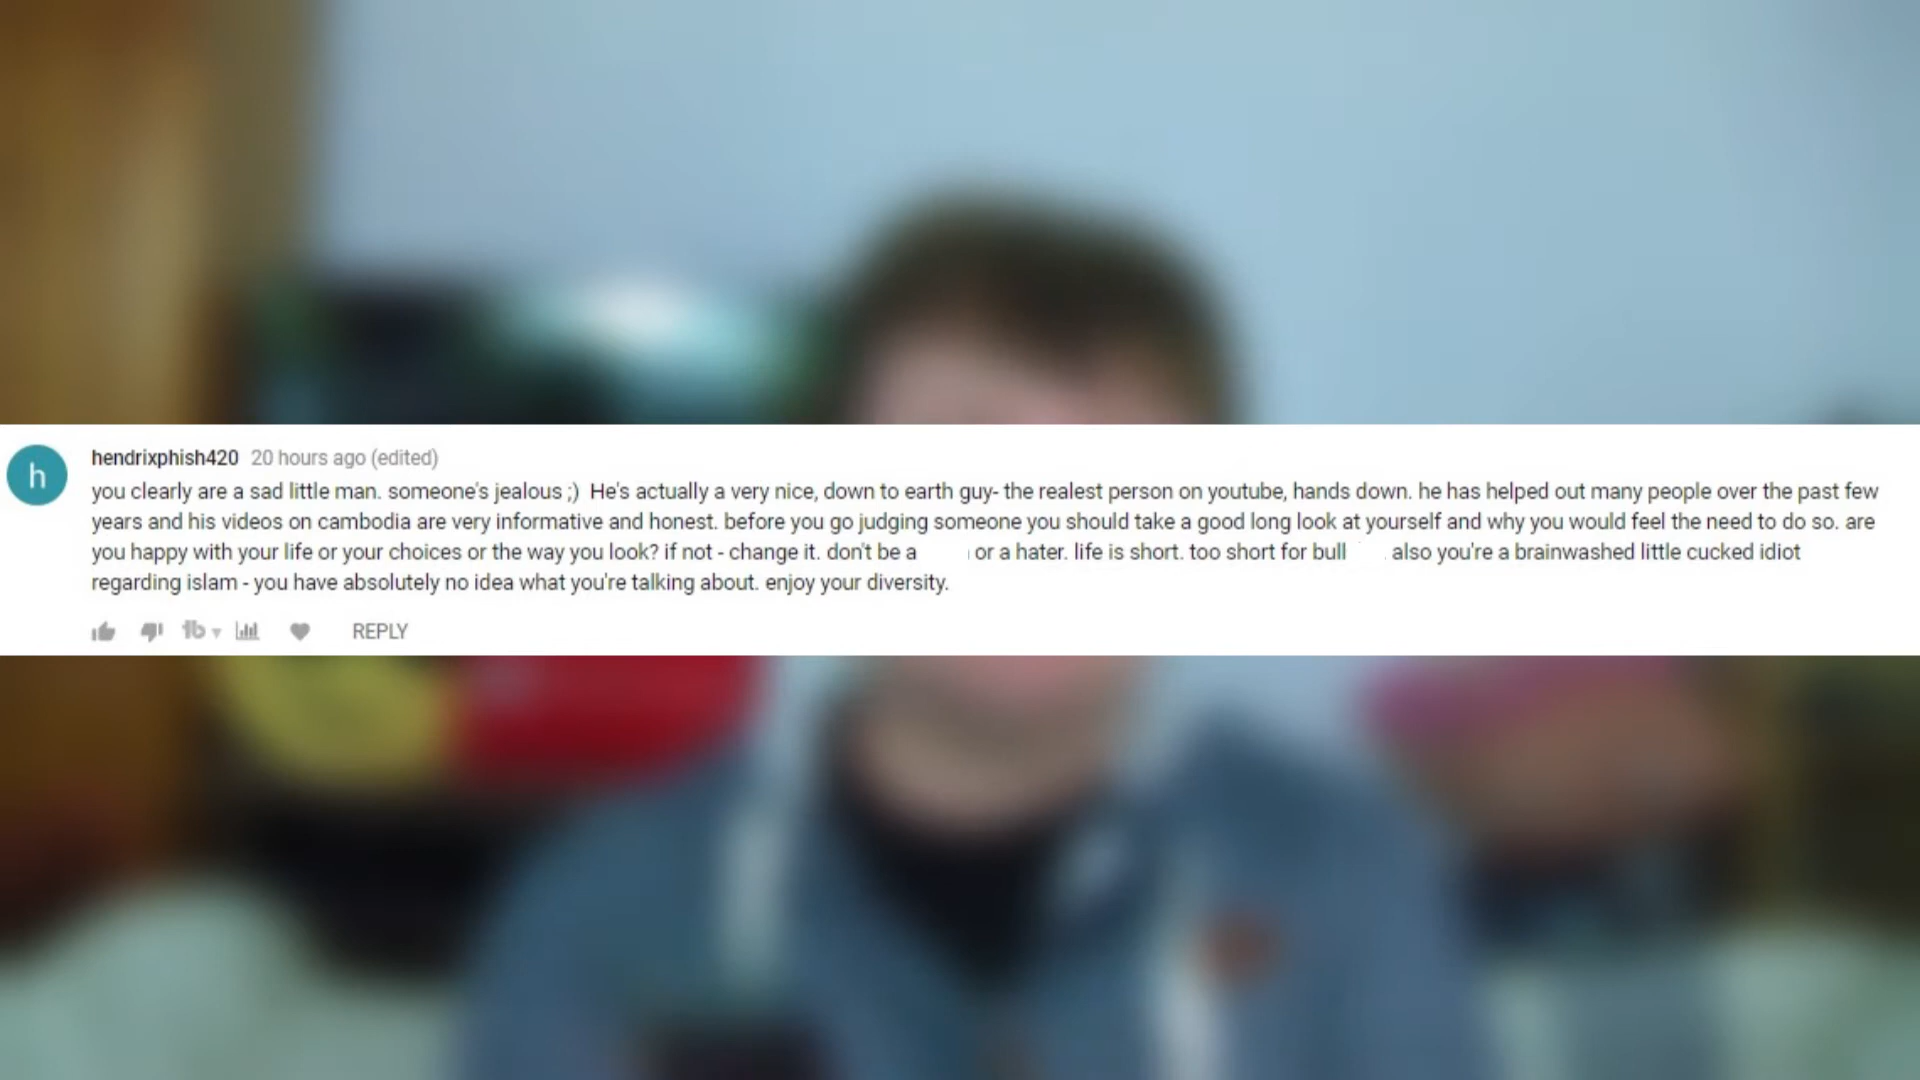 h
hendrixphish420 20 hours ago (edited)
you clearly are a sad little man. someone's jealous ;) He's actually a very nice, down to earth guy- the realest person on youtube, hands down. he has helped out many people over the past few
years and his videos on cambodia are very informative and honest. before you go judging someone you should take a good long look at yourself and why you would feel the need to do so. are
you happy with your life or your choices or the way you look? if not - change it. don't be a or a hater. life is short. too short for bull also you're a brainwashed little cucked idiot
regarding islam - you have absolutely no idea what you're talking about. enjoy your diversity.
tb REPLY